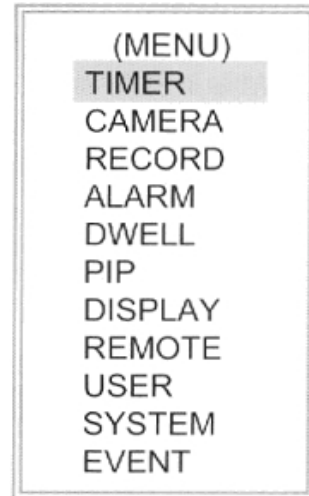 (MENU)
TIMER
CAMERA
RECORD
ALARM
DWELL
PIP
DISPLAY
REMOTE
USER
SYSTEM
EVENT